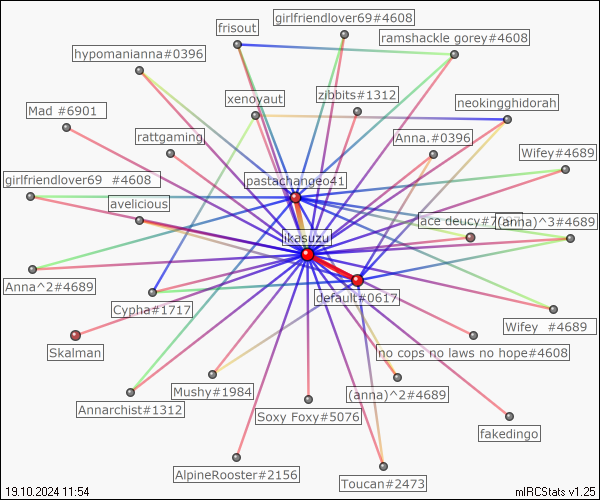 girlfriendlover69#4608
frisout
ramshackle gorey#4608
hypomanianna#0396
zibbits#1312
xenoyaut
neokingghidorah
Mad #6901
rattgaming
Anna.#0396
Wifey#4689
girlfriendlover69 #4608
pastachangeo41
avelicious
ace deucy#7
(anna)^3#4689
jikasuzu
Anna^2#4689
default#0617
Cypha#1717
Wifey #4689
Skalman
no cops no laws no hope#4608
Mushy#1984
(anna)^2#4689
Annarchist#1312
Soxy Foxy#5076
fakedingo
AlpineRooster#2156
Toucan#2473
19.10.2024 11:54
mIRCStats v1.25